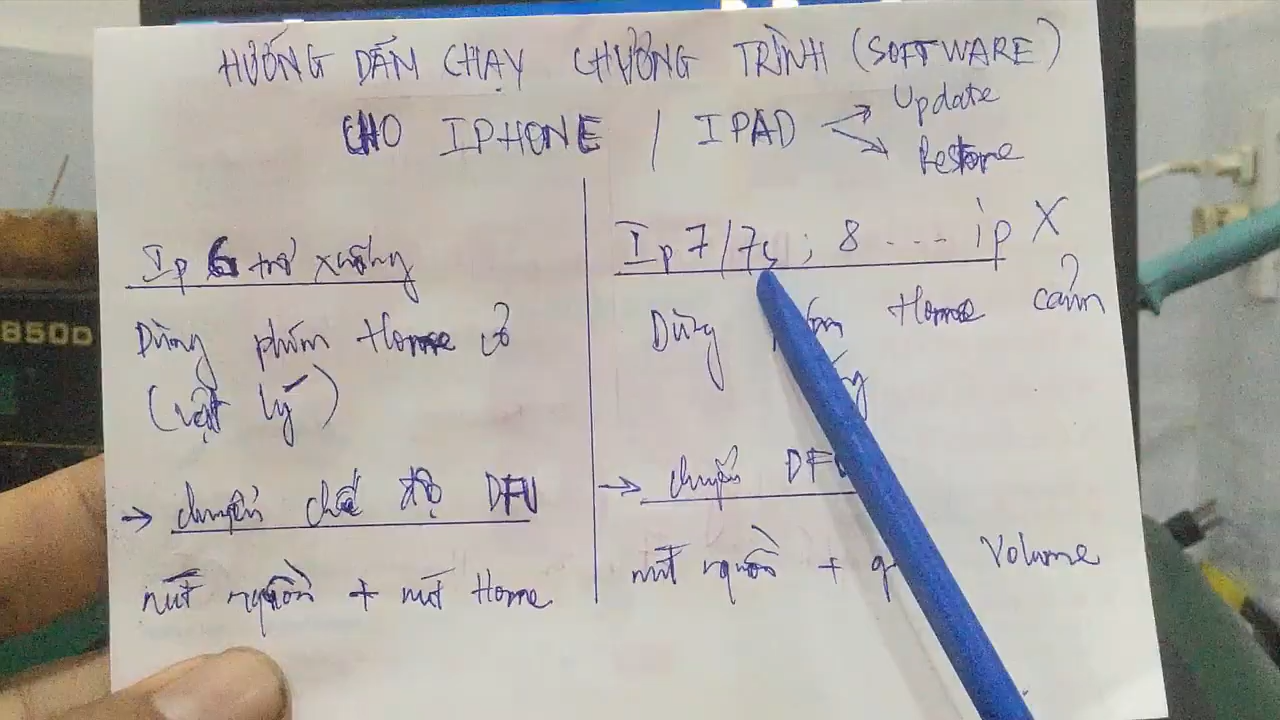 HƯỚNG DẪN CHẠY CHƯƠNG TRÌNH (SOFTWARE)
CHO IPHONE / IPAD
Update
Restore
Ip 6 trở xuống
Dùng phím Home cơ
(vật lý)
→ chuyển chế độ DFU
nút nguồn + nút Home
Ip 7/7s; 8 ... ip X
Dùng Home cảm
→ chuyển DFU
nút nguồn + Volume
850D